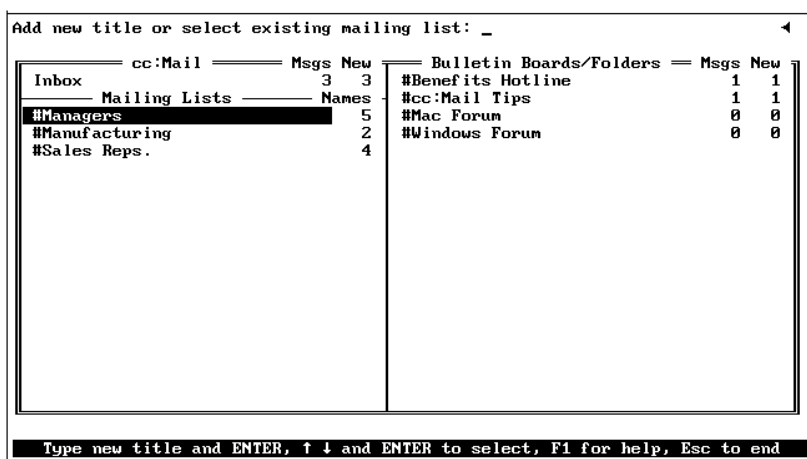 Add new title or select existing mailing list: _
cc:Mail Msgs New
Inbox 3 3
Mailing Lists Names
#Managers 5
#Manufacturing 2
#Sales Reps. 4
Bulletin Boards/Folders Msgs New
#Benefits Hotline 1 1
#cc:Mail Tips 1 1
#Mac Forum 0 0
#Windows Forum 0 0
Type new title and ENTER, ↑ ↓ and ENTER to select, F1 for help, Esc to end